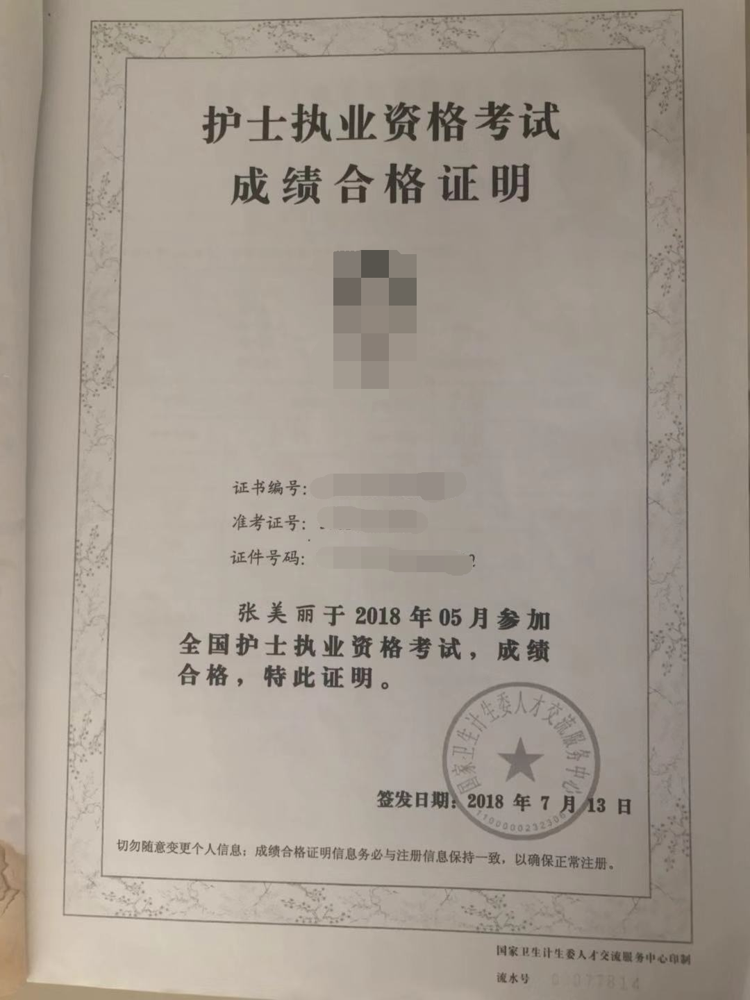 护士执业资格考试
成绩合格证明
证书编号:
准考证号:
证件号码: 2
张美丽于 2018 年 05 月参加
全国护士执业资格考试，成绩
合格，特此证明。
国家卫生计生委人才交流服务中心
签发日期: 2018 年 7 月 13 日
1100000232306
切勿随意变更个人信息；成绩合格证明信息务必与注册信息保持一致，以确保正常注册。
国家卫生计生委人才交流服务中心印制
流水号 0 077814